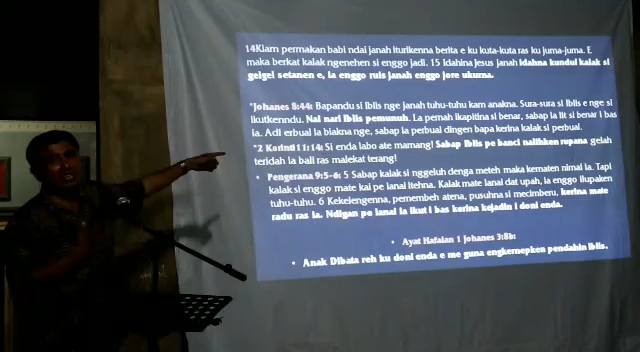 14Kiam permakan babi ndai janah iturikenna berita e ku kuta-kuta ras ku juma-juma. E
maka berkat kalak ngenehen si enggo jadi. 15 Idahina Jesus janah idahna kundul kalak si
geigei setanen e, la enggo ruis janah enggo jore ukurna.
"Johanes 8:44: Bapandu si Iblis nge janah tuhu-tuhu kam anakna. Sura-sura si Iblis e nge si
ikutkenndu. Nai nari Iblis pemunuh. La pernah ikapitina si benar, sabap la lit si benar i bas
ia. Adi erbual ia biakna nge, sabap ia perbual dingen bapa kerina kalak si perbual.
"2 Korinti 11:14: Si enda labo ate mamang! Sabap Iblis pe banci nalihken rupana gelah
teridah ia bali ras malekat terang!
• Pengerana 9:5-6: 5 Sabap kalak si nggeluh denga meteh maka kematen nimai ia. Tapi
kalak si enggo mate kai pe lanai itehna. Kalak mate lanai dat upah, ia enggo ilupaken
tuhu-tuhu. 6 Kekelengenna, pemembeh atena, pusuhna si mecimberu, kerina mate
radu ras ia. Ndigan pe lanai ia ikut i bas kerina kejadin i doni enda.
• Ayat Hafalan 1 Johanes 3:8b:
• Anak Dibata reh ku doni enda e me guna engkernepken pendahin Iblis.